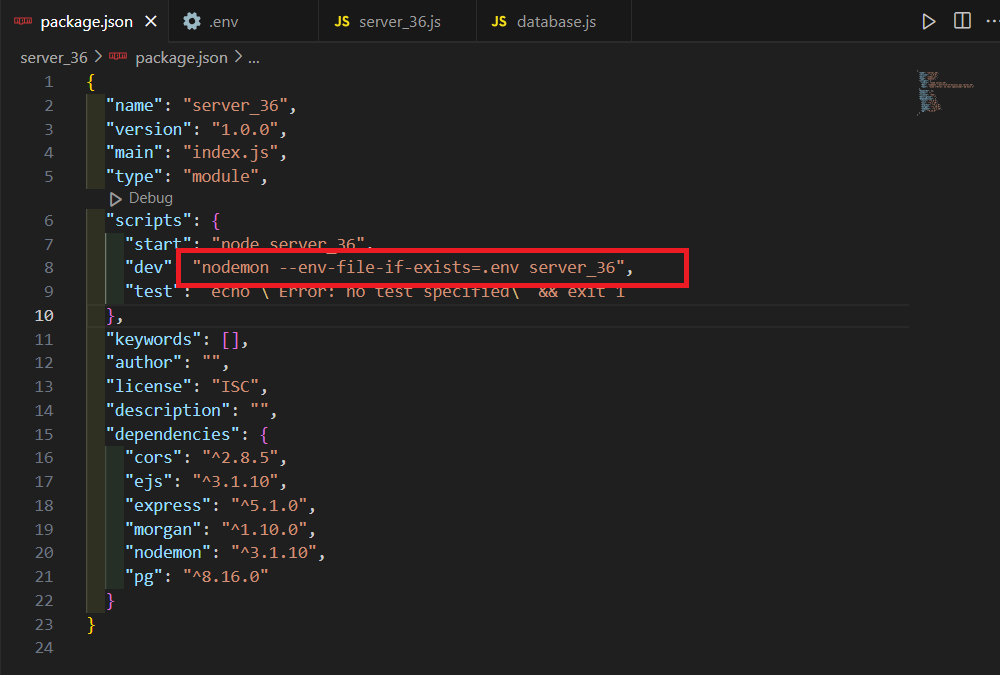 package.json
.env
JS server_36.js
JS database.js
server_36 > package.json > ...
1 {
2 "name": "server_36",
3 "version": "1.0.0",
4 "main": "index.js",
5 "type": "module",
Debug
6 "scripts": {
7 "start": "node server_36",
8 "dev" "nodemon --env-file-if-exists=.env server_36",
9 "test": echo \ Error: no test specified\ && exit 1
10 },
11 "keywords": [],
12 "author": "",
13 "license": "ISC",
14 "description": "",
15 "dependencies": {
16 "cors": "^2.8.5",
17 "ejs": "^3.1.10",
18 "express": "^5.1.0",
19 "morgan": "^1.10.0",
20 "nodemon": "^3.1.10",
21 "pg": "^8.16.0"
22 }
23 }
24